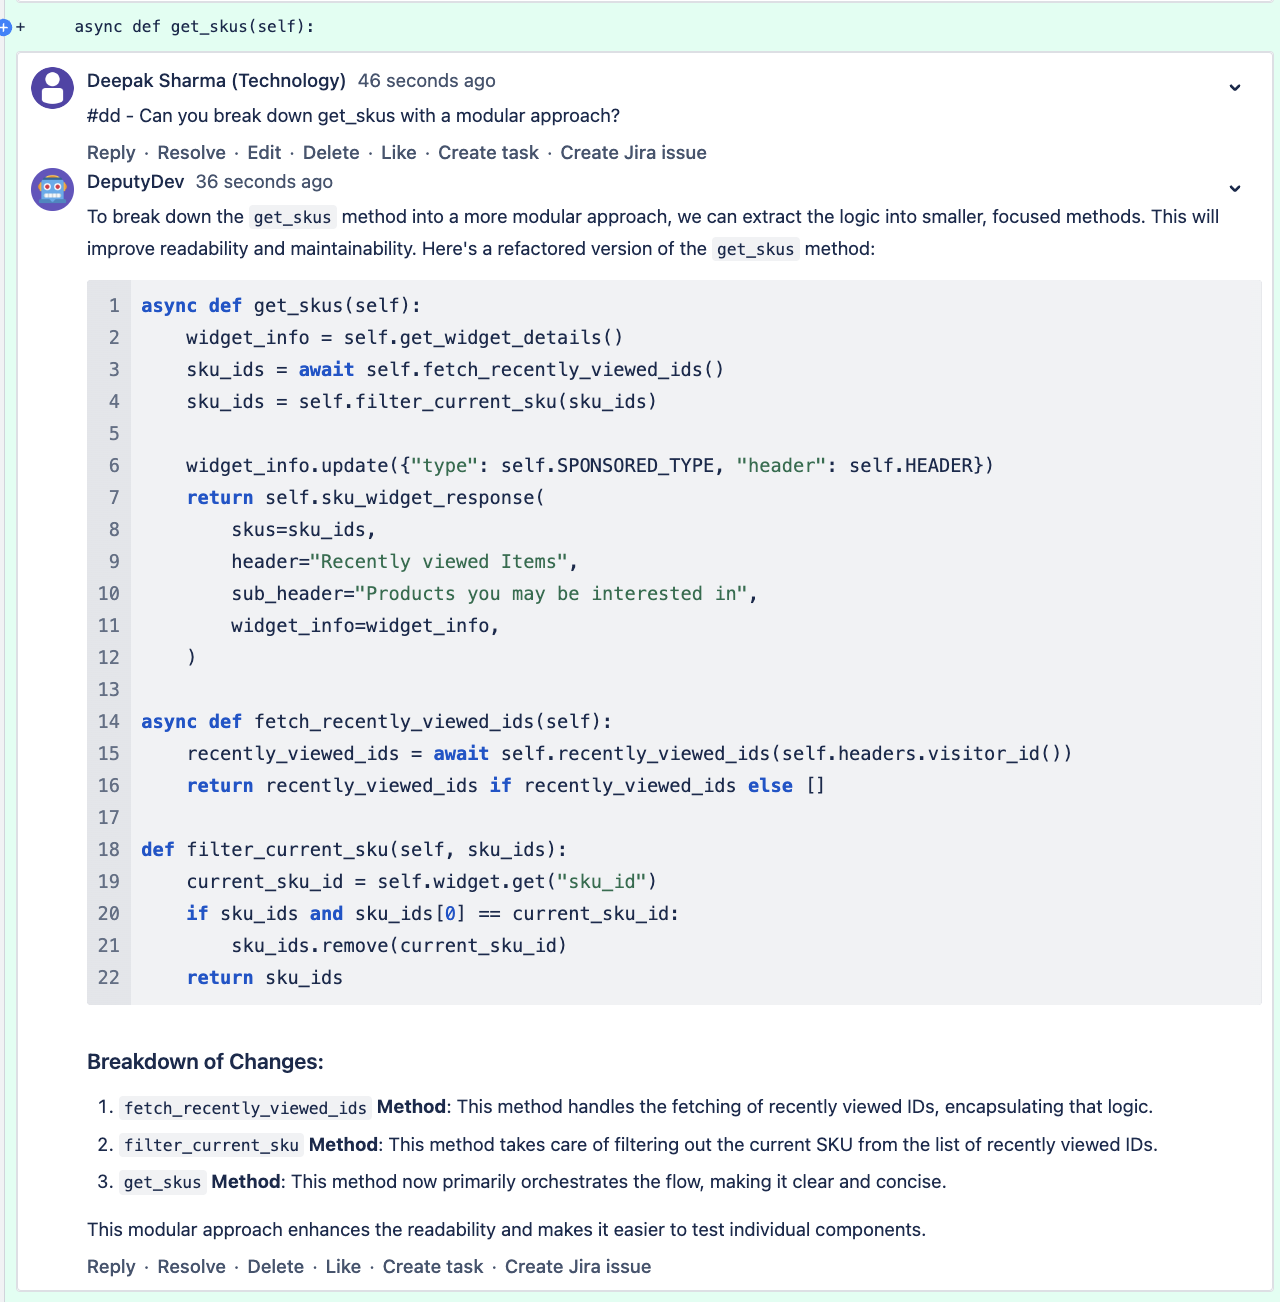 + async def get_skus(self):
Deepak Sharma (Technology) 46 seconds ago
#dd - Can you break down get_skus with a modular approach?
Reply · Resolve · Edit · Delete · Like · Create task · Create Jira issue
DeputyDev 36 seconds ago
To break down the get_skus method into a more modular approach, we can extract the logic into smaller, focused methods. This will
improve readability and maintainability. Here's a refactored version of the get_skus method:
1 async def get_skus(self):
2     widget_info = self.get_widget_details()
3     sku_ids = await self.fetch_recently_viewed_ids()
4     sku_ids = self.filter_current_sku(sku_ids)
5
6     widget_info.update({"type": self.SPONSORED_TYPE, "header": self.HEADER})
7     return self.sku_widget_response(
8         skus=sku_ids,
9         header="Recently viewed Items",
10         sub_header="Products you may be interested in",
11         widget_info=widget_info,
12     )
13
14 async def fetch_recently_viewed_ids(self):
15     recently_viewed_ids = await self.recently_viewed_ids(self.headers.visitor_id())
16     return recently_viewed_ids if recently_viewed_ids else []
17
18 def filter_current_sku(self, sku_ids):
19     current_sku_id = self.widget.get("sku_id")
20     if sku_ids and sku_ids[0] == current_sku_id:
21         sku_ids.remove(current_sku_id)
22     return sku_ids
Breakdown of Changes:
1. fetch_recently_viewed_ids Method: This method handles the fetching of recently viewed IDs, encapsulating that logic.
2. filter_current_sku Method: This method takes care of filtering out the current SKU from the list of recently viewed IDs.
3. get_skus Method: This method now primarily orchestrates the flow, making it clear and concise.
This modular approach enhances the readability and makes it easier to test individual components.
Reply · Resolve · Delete · Like · Create task · Create Jira issue